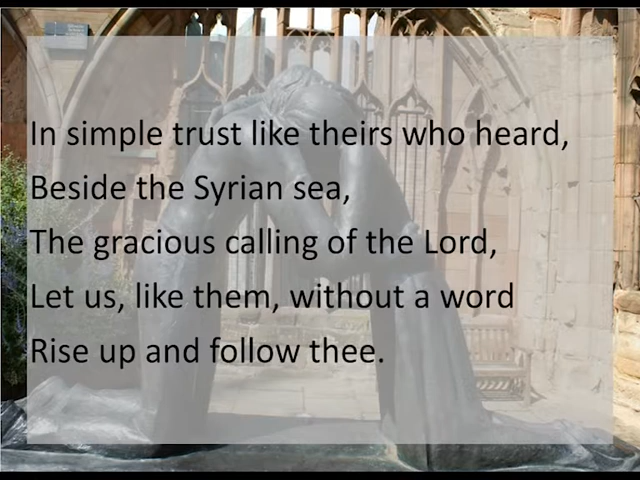 In simple trust like theirs who heard,
Beside the Syrian sea,
The gracious calling of the Lord,
Let us, like them, without a word
Rise up and follow thee.